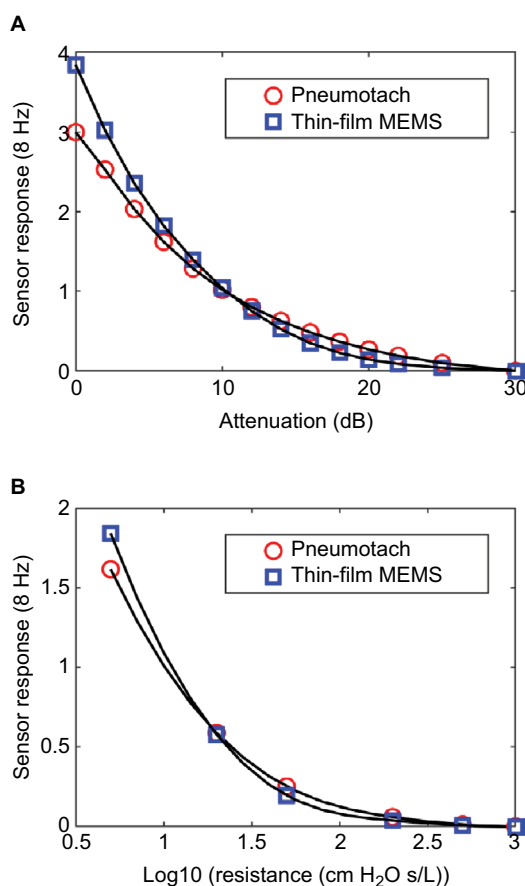 A
Sensor response (8 Hz)
4
3
2
1
0
Pneumotach
Thin-film MEMS
0 10 20 30
Attenuation (dB)
B
Sensor response (8 Hz)
2
1.5
1
0.5
0
Pneumotach
Thin-film MEMS
0.5 1 1.5 2 2.5 3
Log10 (resistance (cm H₂O s/L))